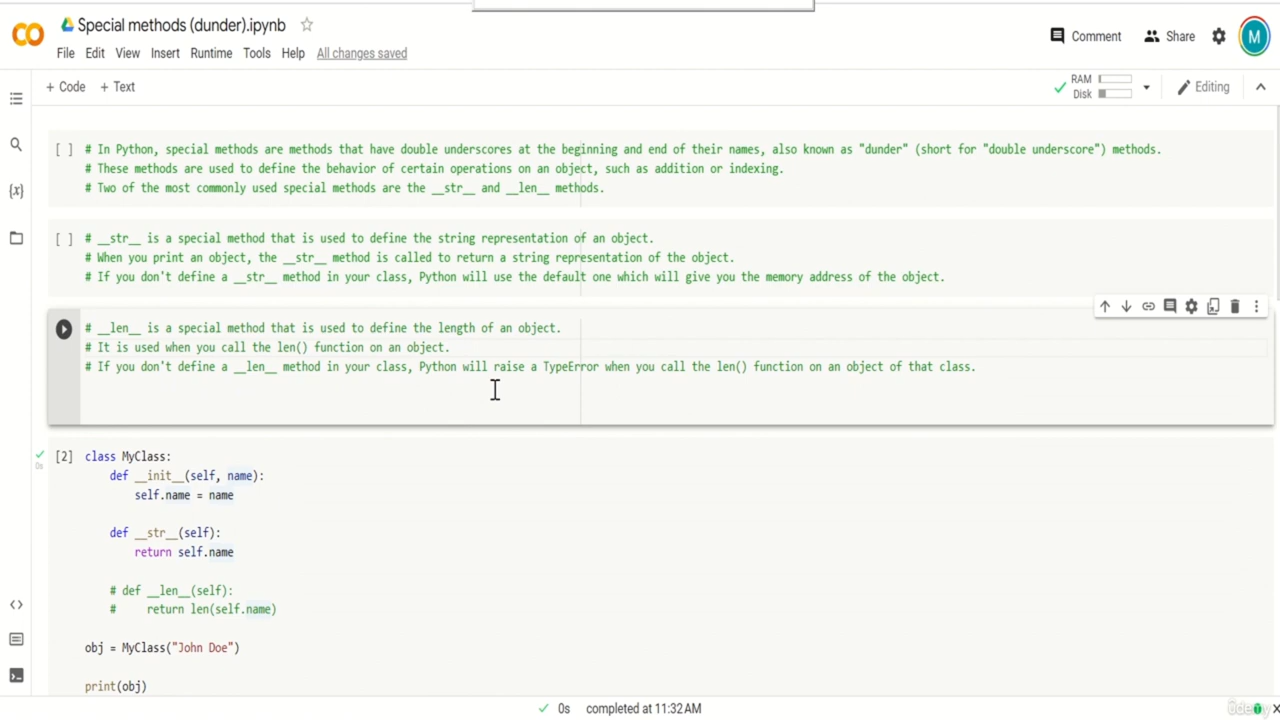 Special methods (dunder).ipynb
File Edit View Insert Runtime Tools Help All changes saved
Comment Share M
+ Code + Text
RAM
Disk
Editing
[ ] # In Python, special methods are methods that have double underscores at the beginning and end of their names, also known as "dunder" (short for "double underscore") methods.
# These methods are used to define the behavior of certain operations on an object, such as addition or indexing.
# Two of the most commonly used special methods are the __str__ and __len__ methods.
[ ] # __str__ is a special method that is used to define the string representation of an object.
# When you print an object, the __str__ method is called to return a string representation of the object.
# If you don't define a __str__ method in your class, Python will use the default one which will give you the memory address of the object.
# __len__ is a special method that is used to define the length of an object.
# It is used when you call the len() function on an object.
# If you don't define a __len__ method in your class, Python will raise a TypeError when you call the len() function on an object of that class.
0s
[2] class MyClass:
def __init__(self, name):
self.name = name
def __str__(self):
return self.name
# def __len__(self):
# return len(self.name)
obj = MyClass("John Doe")
print(obj)
0s completed at 11:32 AM